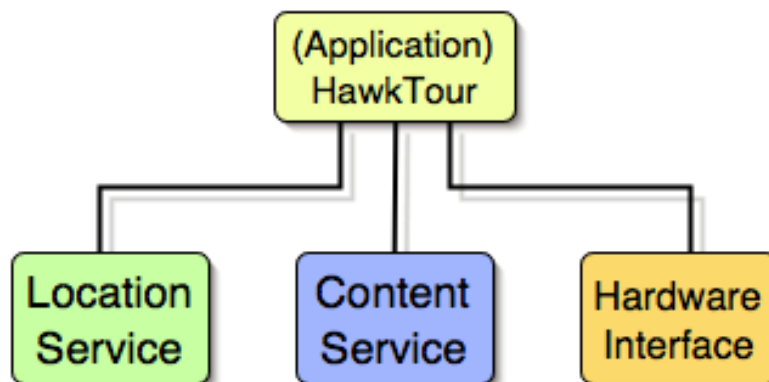 (Application)
HawkTour
Location
Service
Content
Service
Hardware
Interface